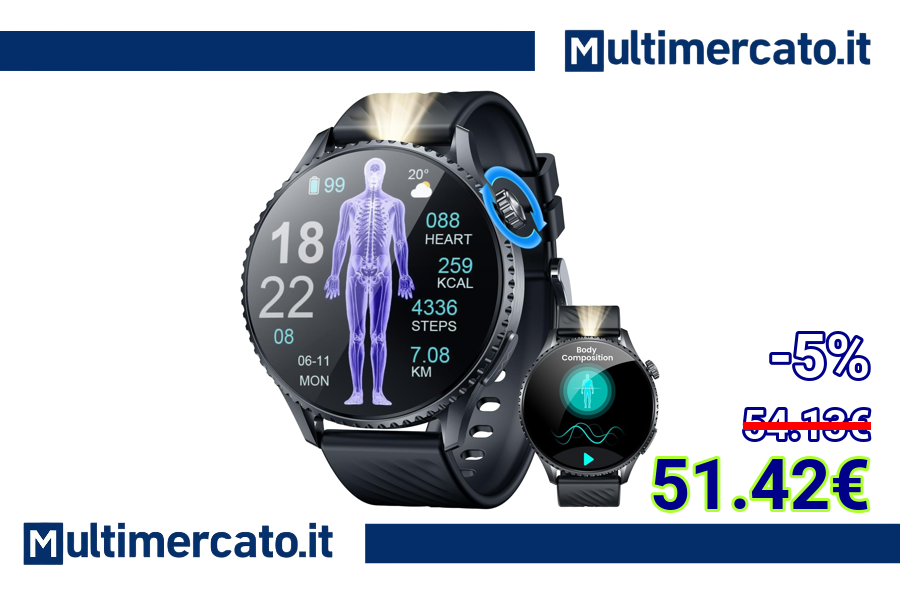 Multimercato.it
99
20°
18
22
08
06-11
MON
088
HEART
259
KCAL
4336
STEPS
7.08
KM
Body
Composition
-5%
54.13€
51.42€
Multimercato.it